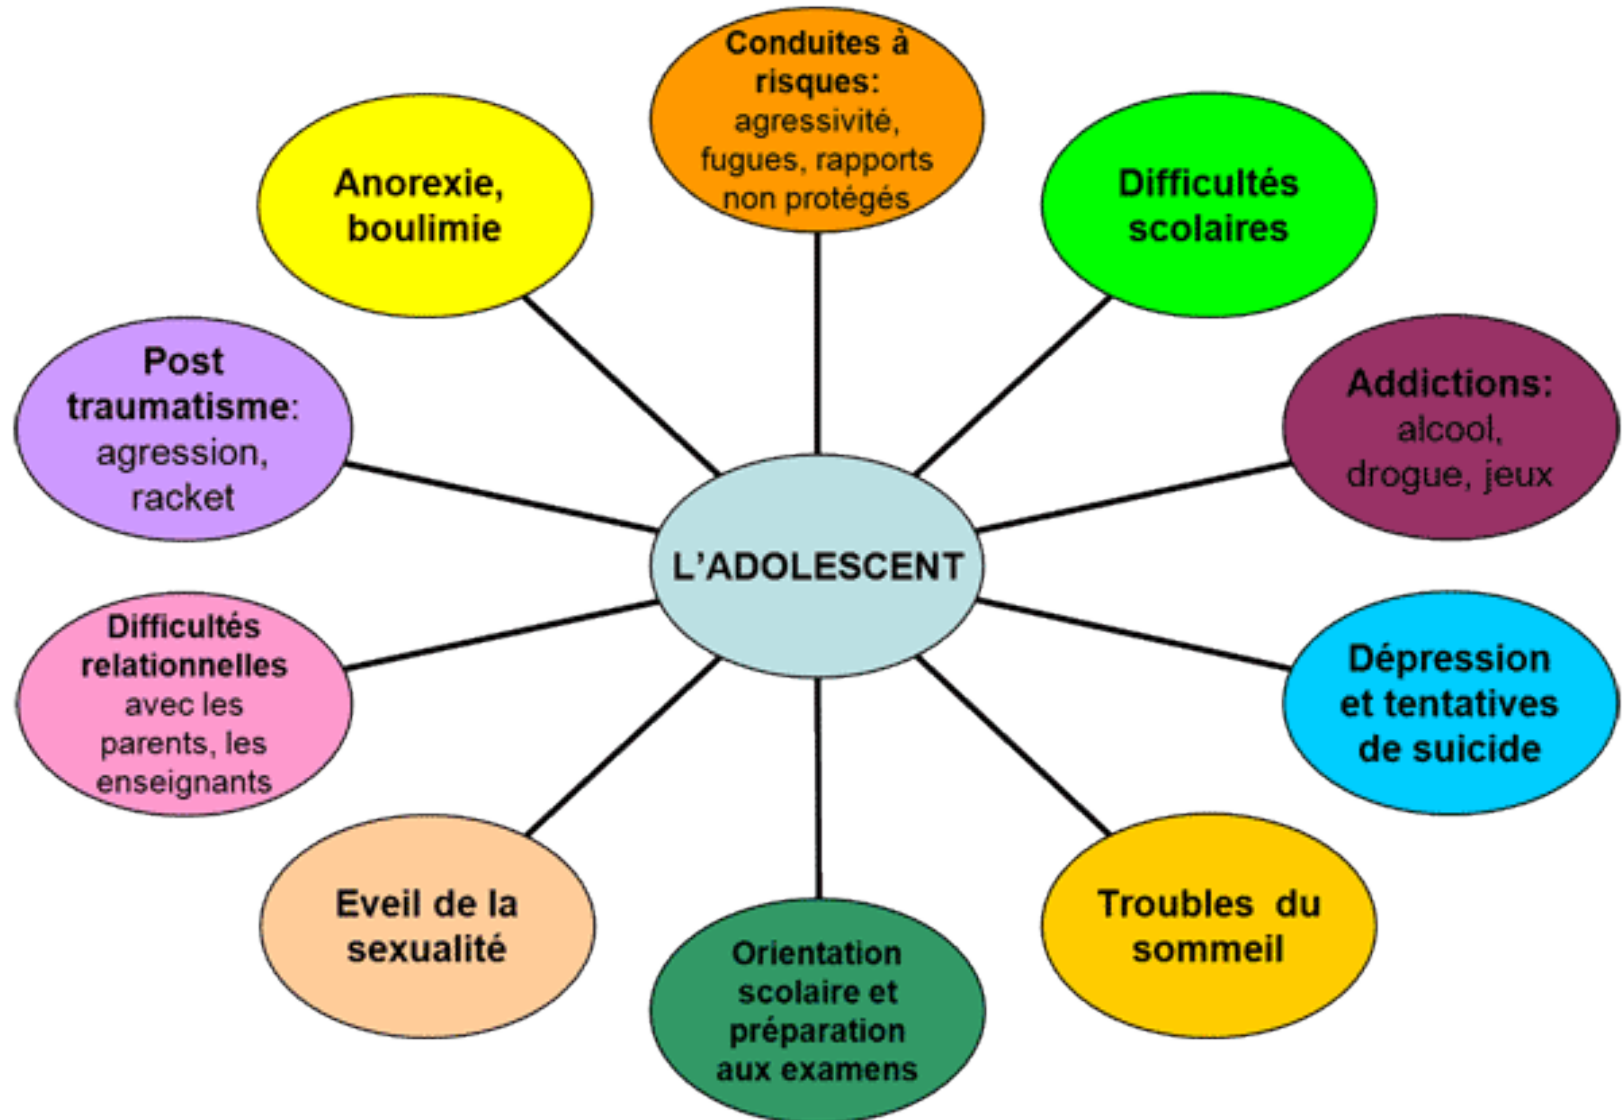 Conduites à
risques:
agressivité,
fugues, rapports
non protégés
Anorexie,
boulimie
Difficultés
scolaires
Post
traumatisme:
agression,
racket
Addictions:
alcool,
drogue, jeux
L'ADOLESCENT
Difficultés
relationnelles
avec les
parents, les
enseignants
Dépression
et tentatives
de suicide
Eveil de la
sexualité
Troubles du
sommeil
Orientation
scolaire et
préparation
aux examens